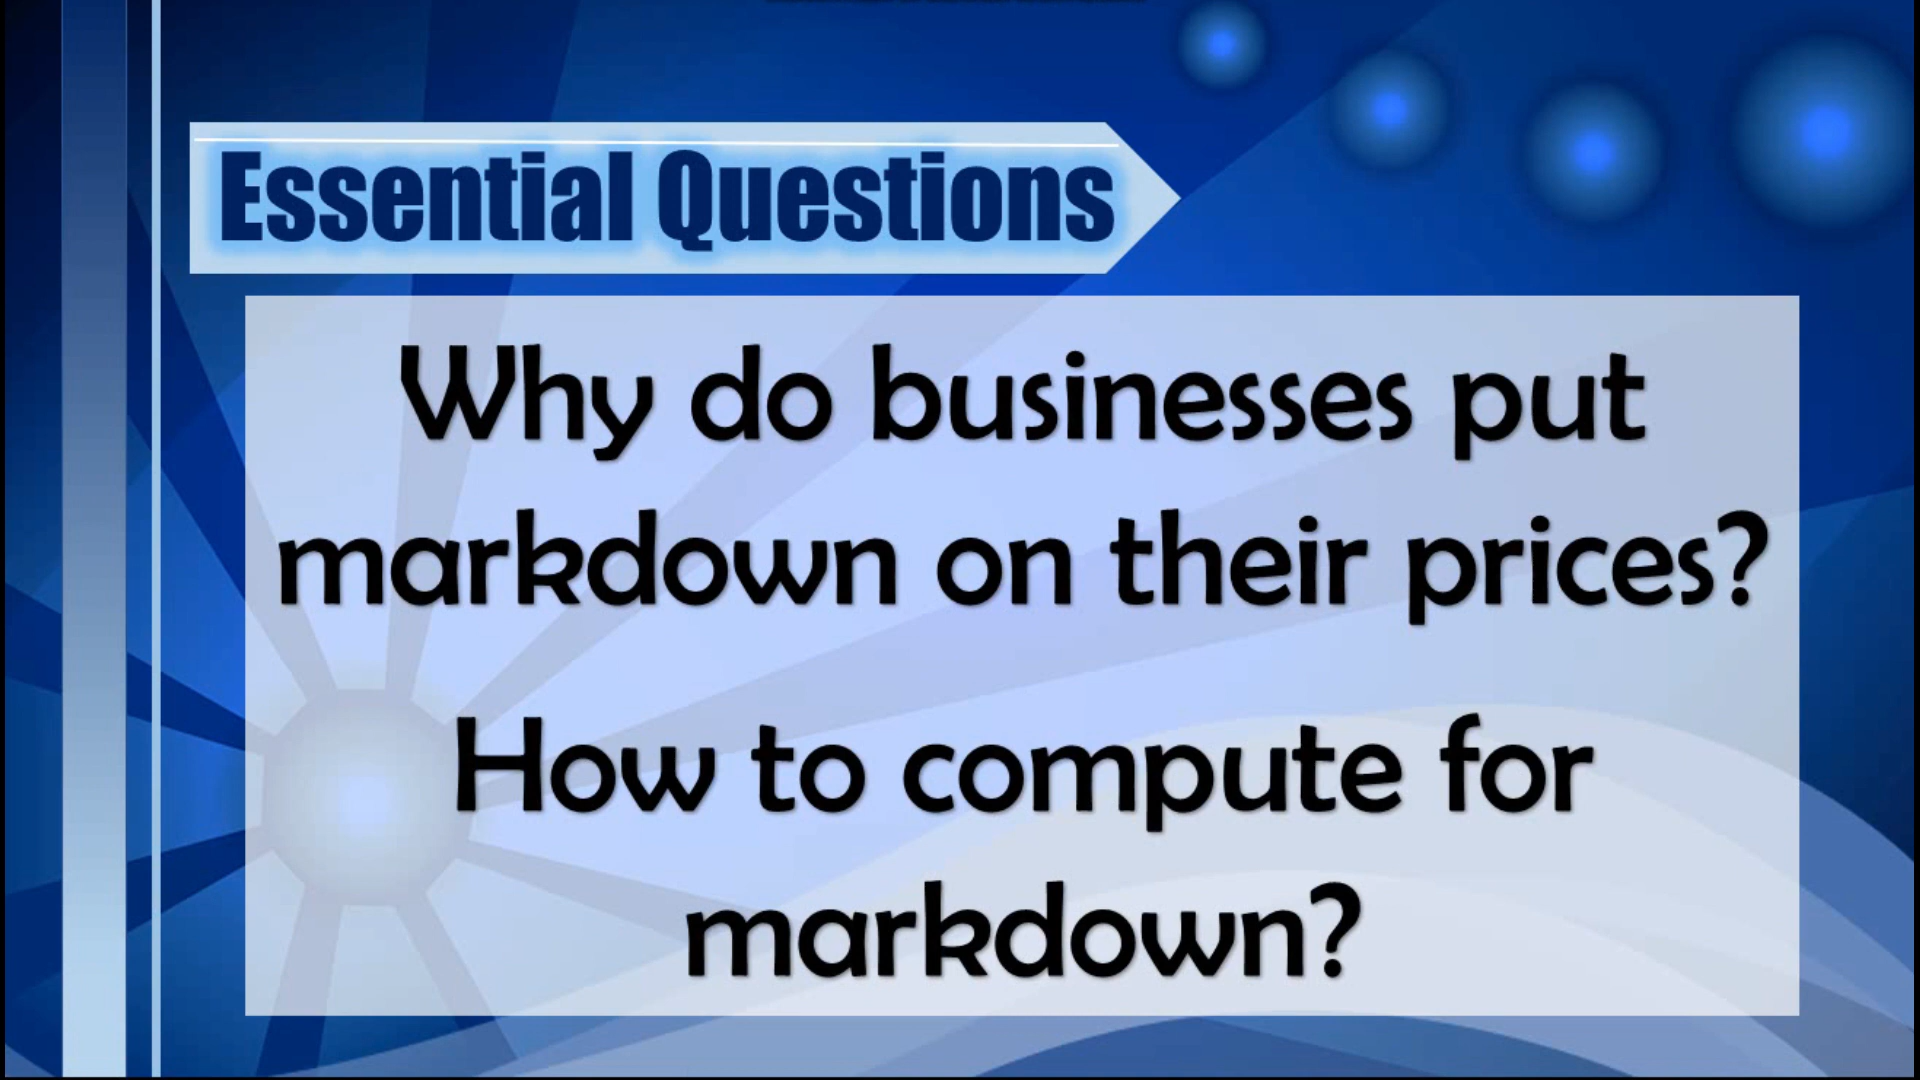 Essential Questions
Why do businesses put
markdown on their prices?
How to compute for
markdown?